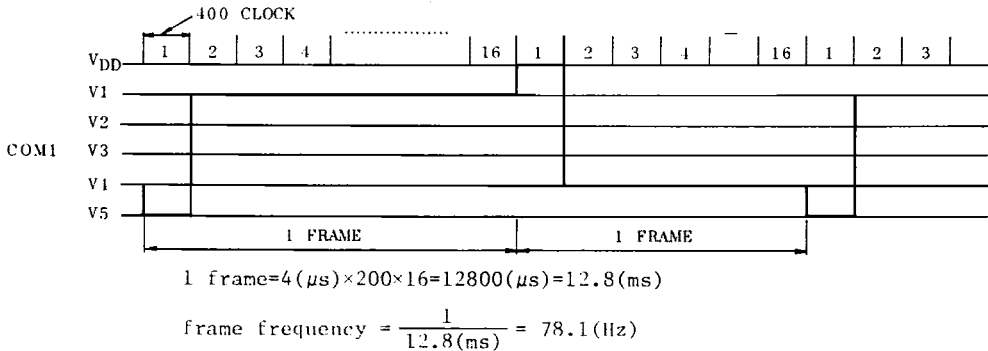 400 CLOCK
1 2 3 4 16 1 2 3 4 16 1 2 3
VDD
V1
V2
COM1 V3
V4
V5
1 FRAME 1 FRAME
1 frame=4(μs)×200×16=12800(μs)=12.8(ms)
frame frequency = 1/12.8(ms) = 78.1(Hz)